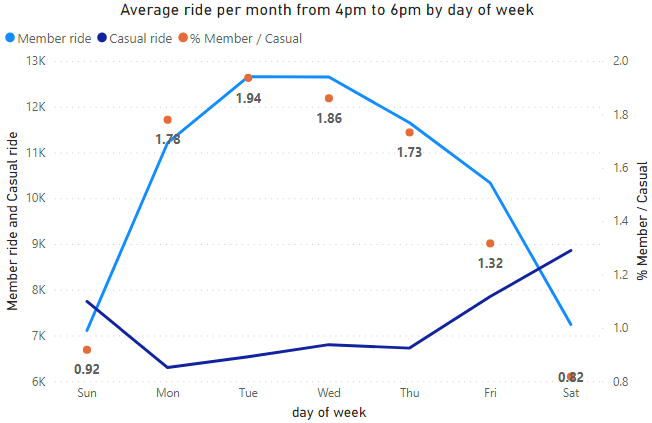 Average ride per month from 4pm to 6pm by day of week
Member ride Casual ride % Member / Casual
Member ride and Casual ride
13K
12K
11K
10K
9K
8K
7K
6K
0.92
1.78
1.94
1.86
1.73
1.32
0.82
2.0
1.8
1.6
1.4
1.2
1.0
0.8
% Member / Casual
Sun Mon Tue Wed Thu Fri Sat
day of week